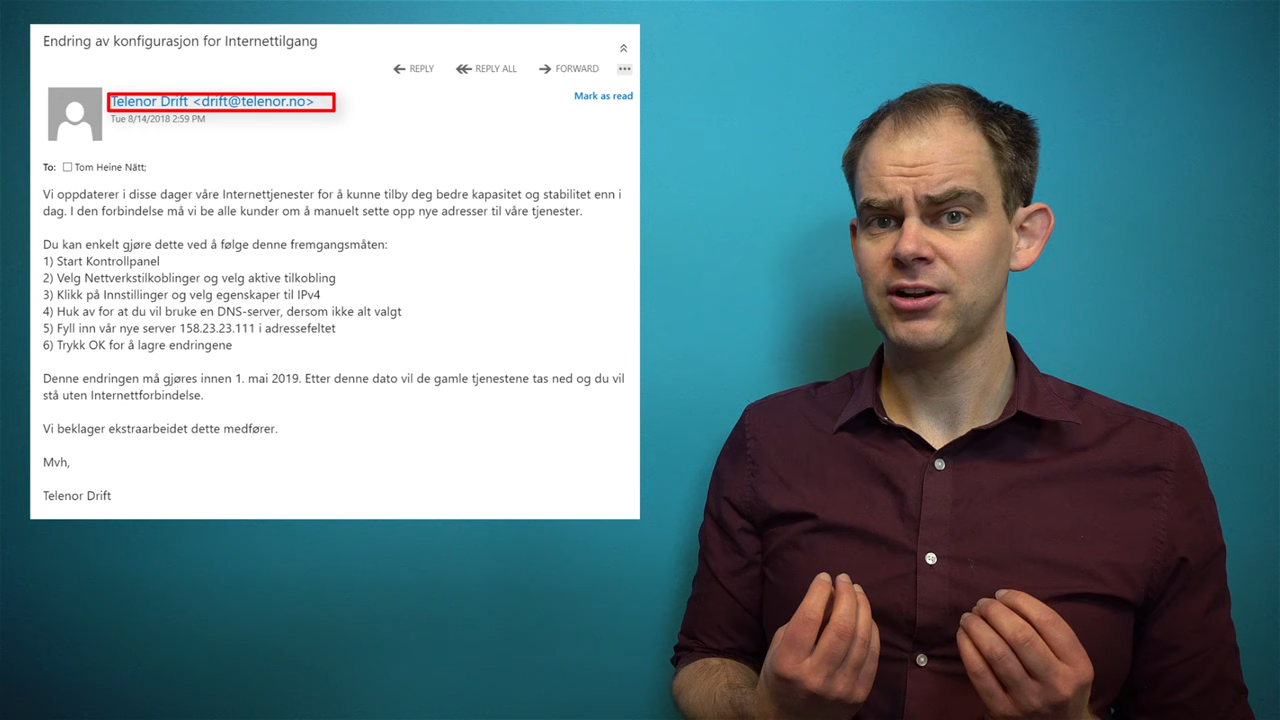 Endring av konfigurasjon for Internettilgang
REPLY REPLY ALL FORWARD
Telenor Drift <drift@telenor.no>
Mark as read
Tue 8/14/2018 2:59 PM
To: Tom Heine Nätt;
Vi oppdaterer i disse dager våre Internettjenester for å kunne tilby deg bedre kapasitet og stabilitet enn i
dag. I den forbindelse må vi be alle kunder om å manuelt sette opp nye adresser til våre tjenester.
Du kan enkelt gjøre dette ved å følge denne fremgangsmåten:
1) Start Kontrollpanel
2) Velg Nettverkstilkoblinger og velg aktive tilkobling
3) Klikk på Innstillinger og velg egenskaper til IPv4
4) Huk av for at du vil bruke en DNS-server, dersom ikke alt valgt
5) Fyll inn vår nye server 158.23.23.111 i adressefeltet
6) Trykk OK for å lagre endringene
Denne endringen må gjøres innen 1. mai 2019. Etter denne dato vil de gamle tjenestene tas ned og du vil
stå uten Internettforbindelse.
Vi beklager ekstraarbeidet dette medfører.
Mvh,
Telenor Drift